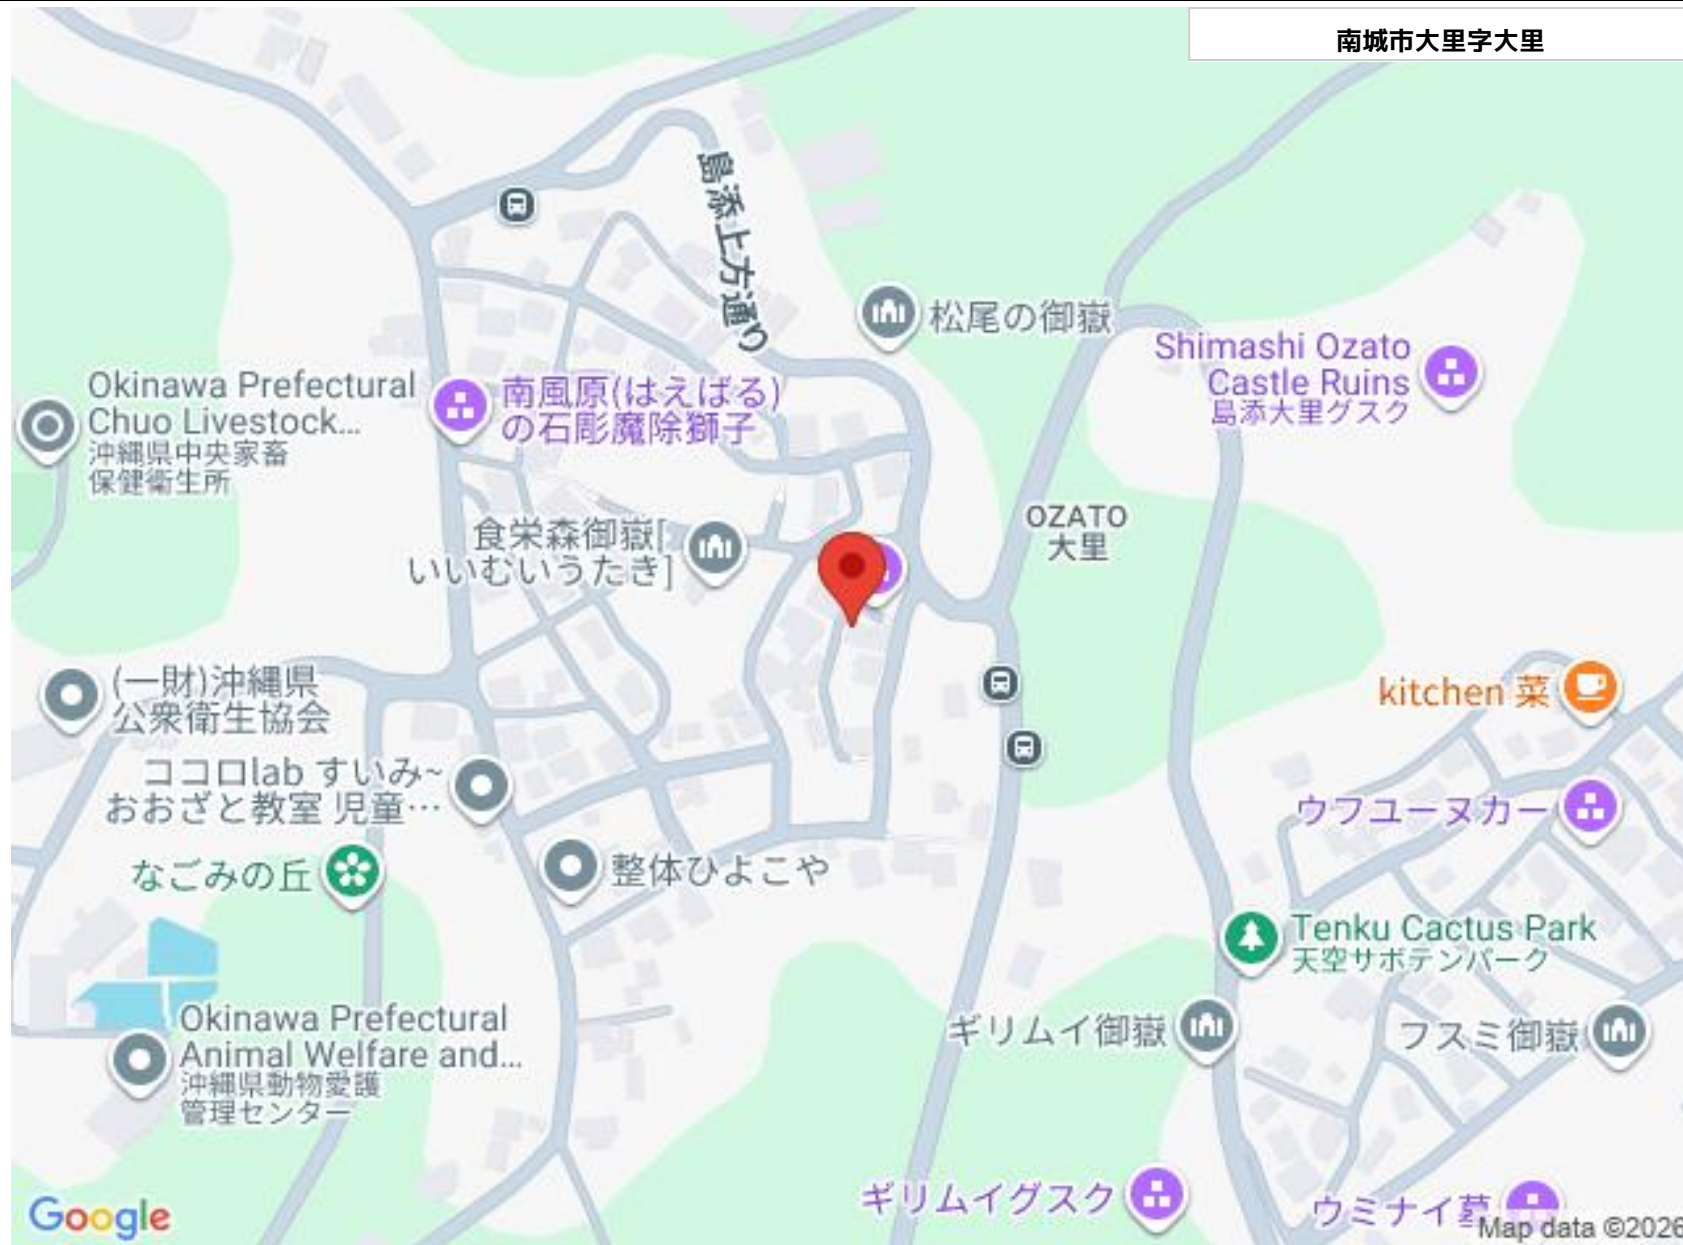 南城市大里字大里
島添上方通り
松尾の御嶽
Shimashi Ozato
Castle Ruins
島添大里グスク
Okinawa Prefectural
Chuo Livestock...
沖縄県中央家畜
保健衛生所
南風原(はえばる)
の石彫魔除獅子
OZATO
大里
食栄森御嶽[
いいむいうたき]
(一財)沖縄県
公衆衛生協会
kitchen 菜
ココロlab すいみ~
おおざと教室 児童…
ウフユーヌカー
なごみの丘
整体ひよこや
Tenku Cactus Park
天空サボテンパーク
Okinawa Prefectural
Animal Welfare and...
沖縄県動物愛護
管理センター
ギリムイ御嶽
フスミ御嶽
ギリムイグスク
ウミナイ墓
Google
Map data ©2026